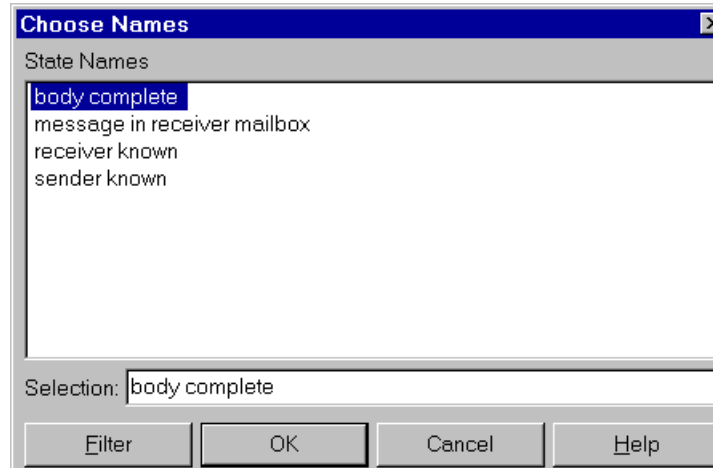 Choose Names
State Names
body complete
message in receiver mailbox
receiver known
sender known
Selection: body complete
Filter OK Cancel Help